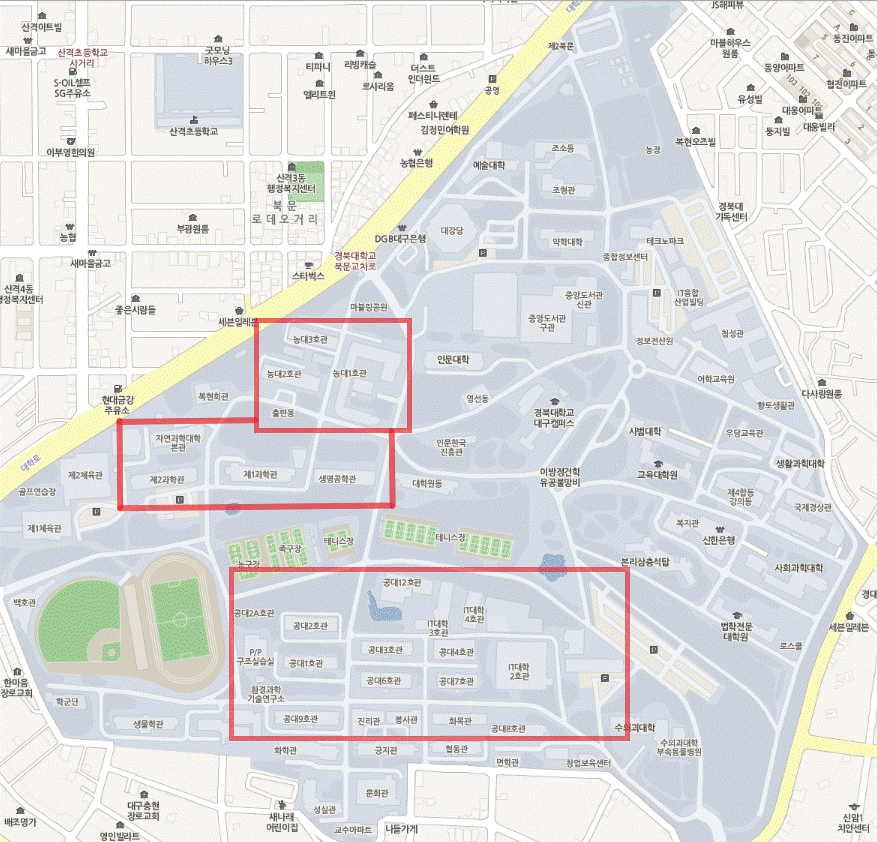 대학로
JS해피뷰
산격아트빌
제2북문
새마을금고
산격초등학교
사거리
굿모닝
하우스3
마블하우스
원룸
동진아파트
S-OIL셀프
SG주유소
티파니
리빙캐슬
더스트
인더윈드
동양아파트
협진아파트
로사리움
공영
엘리트원
유성빌
103
102
대웅아파트
페스티나렌테
김정민어학원
둥지빌
대웅빌라
산격초등학교
복현오즈빌
이부영한의원
농장
조소동
농협은행
예술대학
산격3동
행정복지센터
조형관
북 문
로 데 오 거 리
경북대
기독센터
부광원룸
대강당
농협
DGB대구은행
약학대학
테크노파크
종합정보센터
새마을금고
경북대학교
북문교차로
스타벅스
산격4동
행정복지센터
좋은사람들
마블링공원
중앙도서관
신관
IT융합
산업빌딩
세븐일레븐
중앙도서관
구관
첨성관
농대3호관
정보전산원
인문대학
농대2호관
농대1호관
어학교육원
다사랑원룸
현대금강
주유소
복현회관
영선동
향도생활관
출판동
경북대학교
대구캠퍼스
사범대학
우당교육관
자연과학대학
본관
인문한국
진흥관
대학로
생활과학대학
제2체육관
제2과학관
제1과학관
생명공학관
이방경건학
유공불망비
교육대학원
대학원동
골프연습장
제4합동
강의동
국제경상관
제1체육관
복지관
신한은행
족구장
테니스장
테니스장
농구장
본리삼층석탑
사회과학대학
공대12호관
백호관
공대2A호관
IT대학
4호관
공대2호관
IT대학
3호관
법학전문
대학원
세븐일레븐
경대
P/P
구조실습실
공대3호관
공대4호관
로스쿨
공대1호관
IT대학
2호관
한마음
장로교회
공대6호관
공대7호관
환경과학
기술연구소
학군단
생물학관
공대9호관
진리관
봉사관
화목관
공대8호관
수의과대학
화학관
긍지관
협동관
수의과대학
부속동물병원
면학관
창업보육센터
문화관
대구충현
장로교회
배조명가
성실관
새나래
어린이집
신암1
치안센터
영인빌리트
교수아파트
나들가게